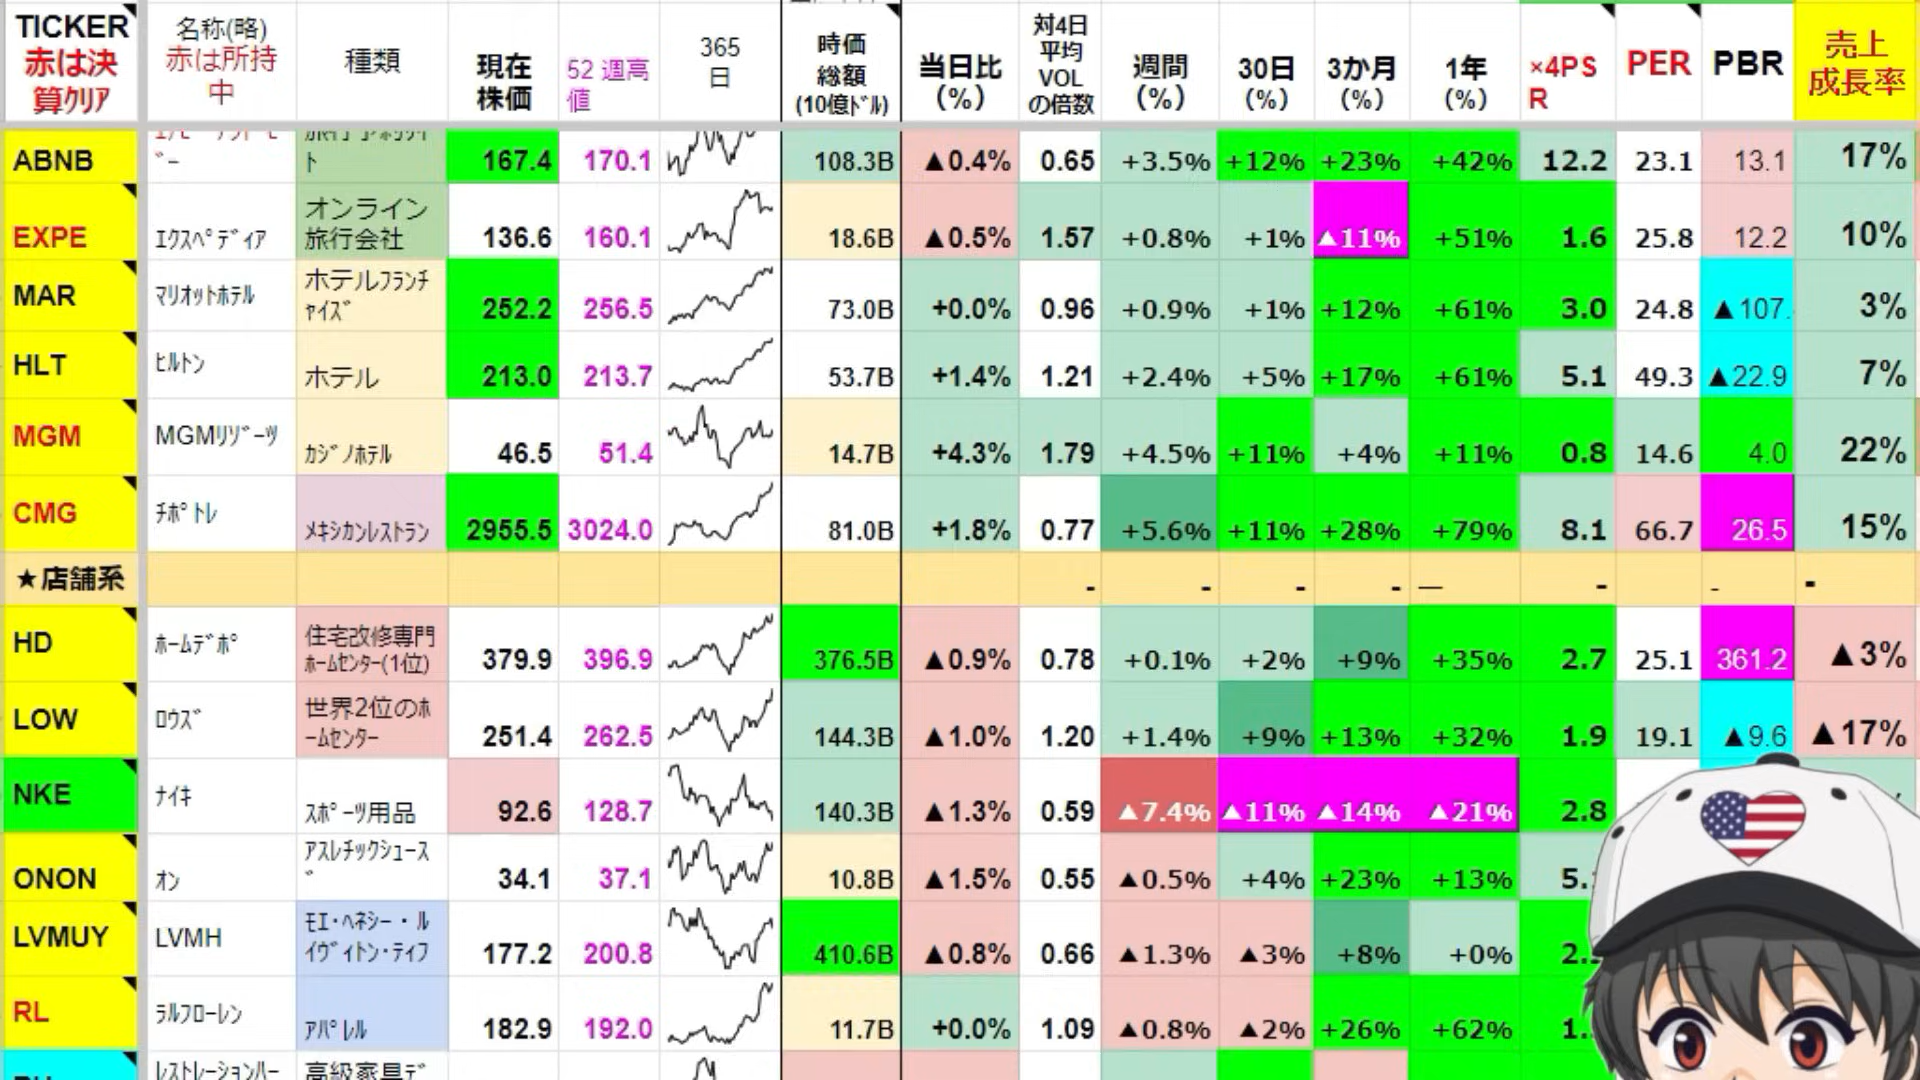 TICKER 赤は決算ｸﾘｱ 名称(略) 赤は所持中 種類 現在株価 52 週高値 365日 時価総額 (10億ﾄﾞﾙ) 当日比 (%) 対4日平均VOLの倍数 週間 (%) 30日 (%) 3か月 (%) 1年 (%) ×4PSR PER PBR 売上成長率
ABNB ト 167.4 170.1 108.3B ▲0.4% 0.65 +3.5% +12% +23% +42% 12.2 23.1 13.1 17%
EXPE ｴｸｽﾍﾟﾃﾞｨｱ オンライン旅行会社 136.6 160.1 18.6B ▲0.5% 1.57 +0.8% +1% ▲11% +51% 1.6 25.8 12.2 10%
MAR ﾏﾘｵｯﾄﾎﾃﾙ ホテルﾌﾗﾝﾁｬｲｽﾞ 252.2 256.5 73.0B +0.0% 0.96 +0.9% +1% +12% +61% 3.0 24.8 ▲107. 3%
HLT ﾋﾙﾄﾝ ホテル 213.0 213.7 53.7B +1.4% 1.21 +2.4% +5% +17% +61% 5.1 49.3 ▲22.9 7%
MGM MGMﾘｿﾞｰﾂ ｶｼﾞﾉﾎﾃﾙ 46.5 51.4 14.7B +4.3% 1.79 +4.5% +11% +4% +11% 0.8 14.6 4.0 22%
CMG ﾁﾎﾟﾄﾚ ﾒｷｼｶﾝﾚｽﾄﾗﾝ 2955.5 3024.0 81.0B +1.8% 0.77 +5.6% +11% +28% +79% 8.1 66.7 26.5 15%
★店舗系 - - - - — - - -
HD ﾎｰﾑﾃﾞﾎﾟ 住宅改修専門ﾎｰﾑｾﾝﾀｰ(1位) 379.9 396.9 376.5B ▲0.9% 0.78 +0.1% +2% +9% +35% 2.7 25.1 361.2 ▲3%
LOW ﾛｳｽﾞ 世界2位のﾎｰﾑｾﾝﾀｰ 251.4 262.5 144.3B ▲1.0% 1.20 +1.4% +9% +13% +32% 1.9 19.1 ▲9.6 ▲17%
NKE ﾅｲｷ ｽﾎﾟｰﾂ用品 92.6 128.7 140.3B ▲1.3% 0.59 ▲7.4% ▲11% ▲14% ▲21% 2.8
ONON ｵﾝ ｱｽﾚﾁｯｸｼｭｰｽﾞ 34.1 37.1 10.8B ▲1.5% 0.55 ▲0.5% +4% +23% +13% 5.
LVMUY LVMH ﾓｴ･ﾍﾈｼｰ・ﾙｲｳﾞｨﾄﾝ･ﾃｨﾌ 177.2 200.8 410.6B ▲0.8% 0.66 ▲1.3% ▲3% +8% +0% 2.
RL ﾗﾙﾌﾛｰﾚﾝ ｱﾊﾟﾚﾙ 182.9 192.0 11.7B +0.0% 1.09 ▲0.8% ▲2% +26% +62% 1.
ﾚｽﾄﾚｰｼｮﾝﾊｰ 高級家具ﾃﾞ